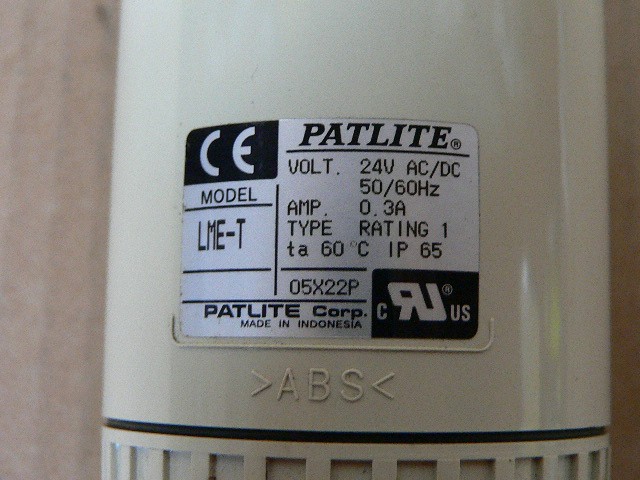 CE
PATLITE®
MODEL
LME-T
VOLT. 24V AC/DC
50/60Hz
AMP. 0.3A
TYPE RATING 1
ta 60°C IP 65
05X22P
PATLITE Corp.
MADE IN INDONESIA
C RU® US
>ABS<